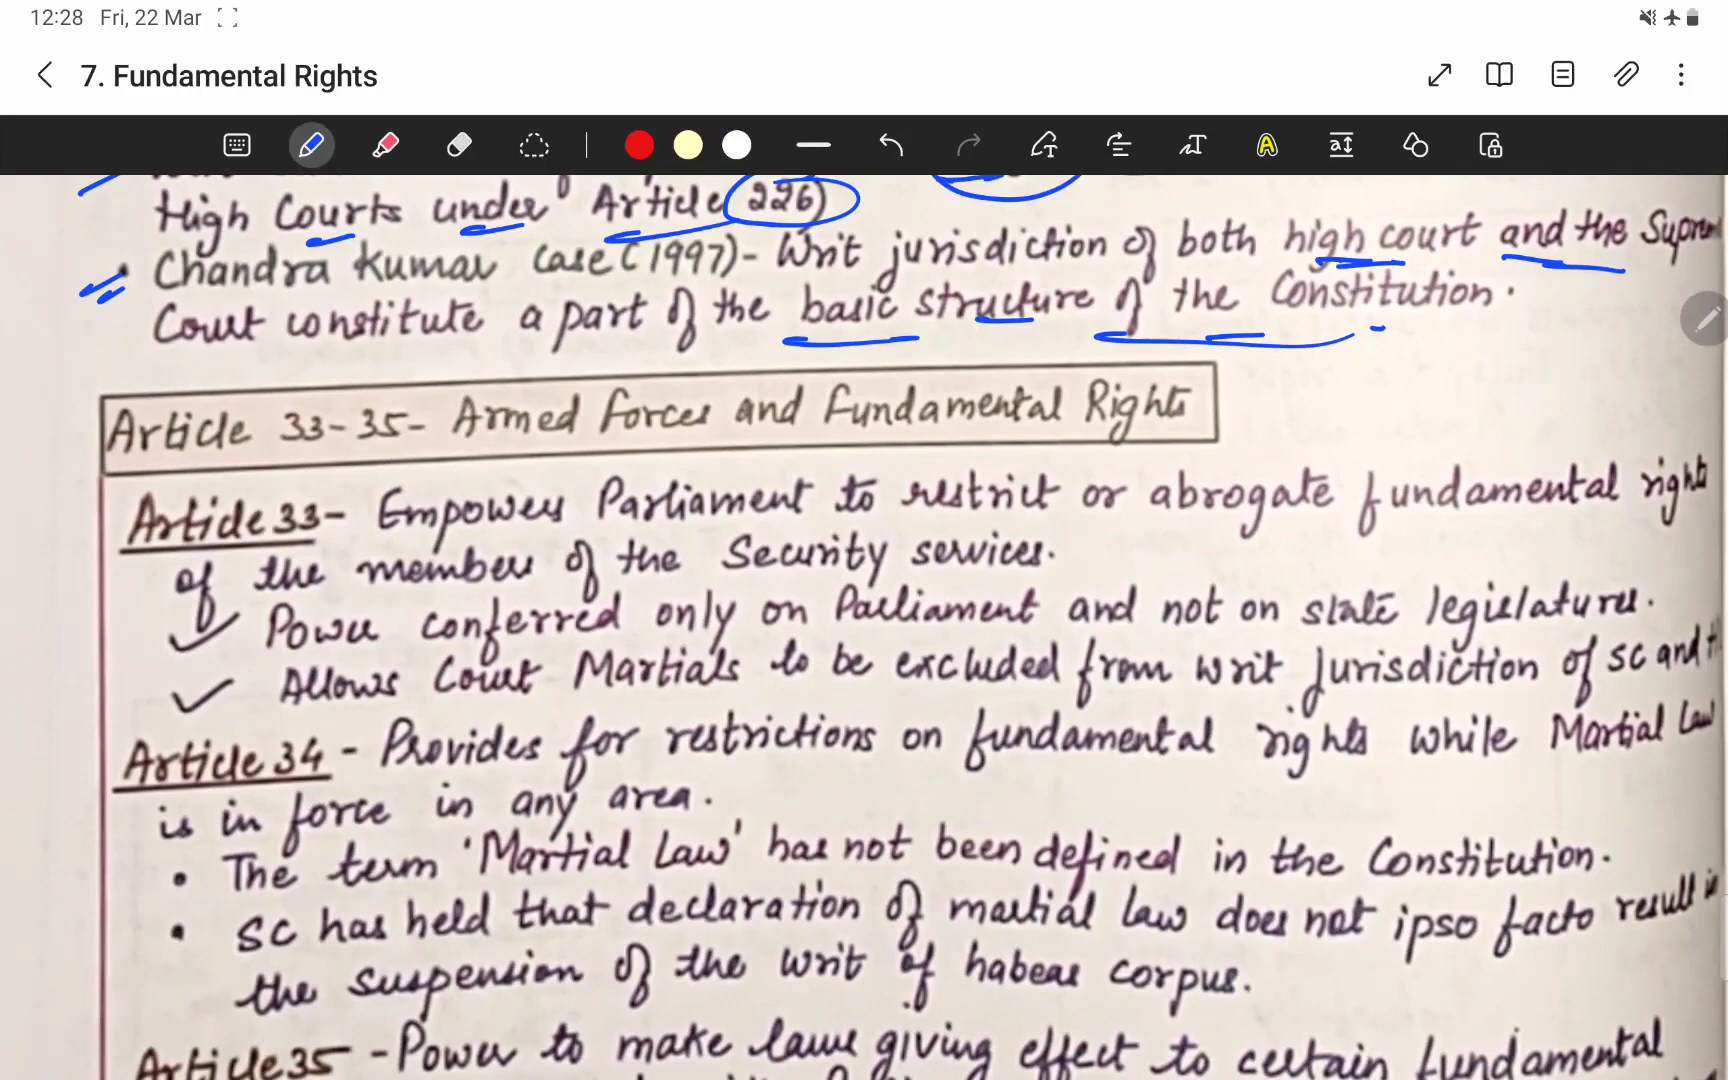 12:28 Fri, 22 Mar
7. Fundamental Rights
High Courts under Article 226)
Chandra Kumar Case (1997)- Writ jurisdiction of both high court and the Suprem
Court constitute a part of the basic structure of the Constitution.
Article 33-35- Armed Forces and Fundamental Rights
Article 33- Empowers Parliament to restrict or abrogate fundamental rights
of the members of the Security services.
Power conferred only on Parliament and not on state legislatures.
Allows Court Martials to be excluded from writ jurisdiction of SC and
Article 34 - Provides for restrictions on fundamental rights while Martial Law
is in force in any area.
• The term 'Martial Law' has not been defined in the Constitution.
• SC has held that declaration of martial law does not ipso facto result in
the suspension of the writ of habeas corpus.
Article 35 - Power to make laws giving effect to certain fundamental